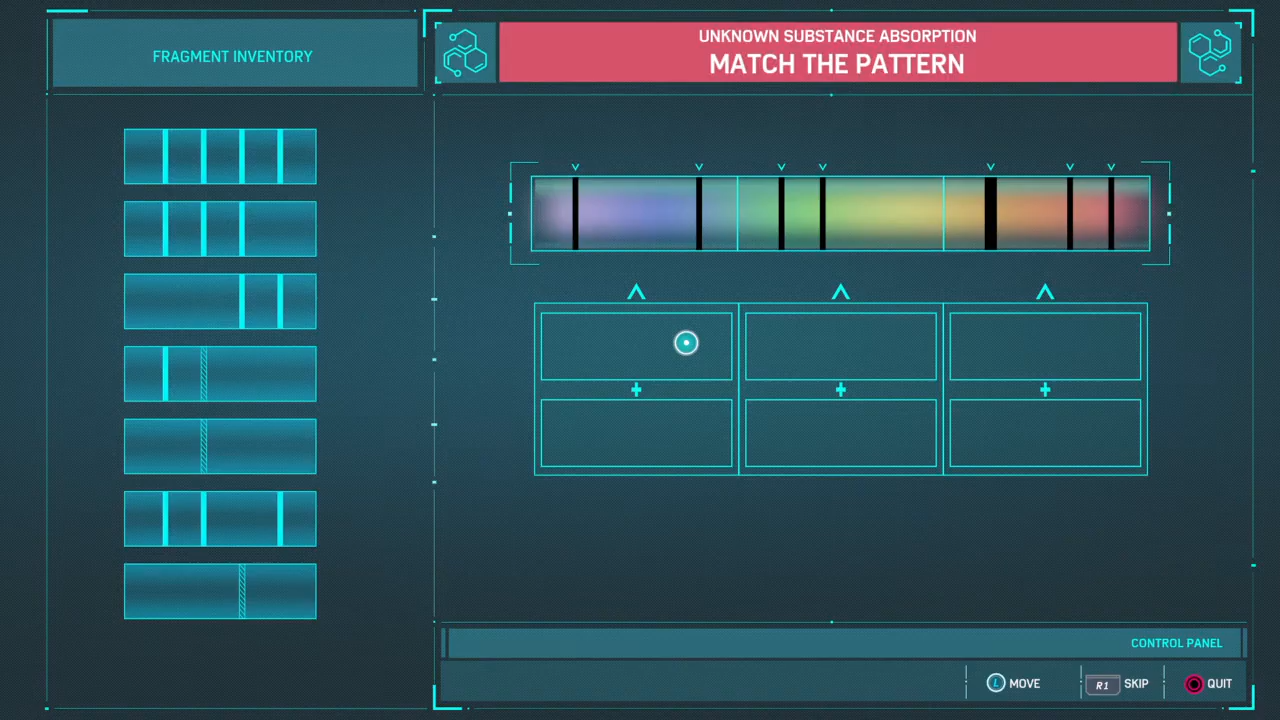 FRAGMENT INVENTORY
UNKNOWN SUBSTANCE ABSORPTION
MATCH THE PATTERN
CONTROL PANEL
L MOVE
R1 SKIP
QUIT